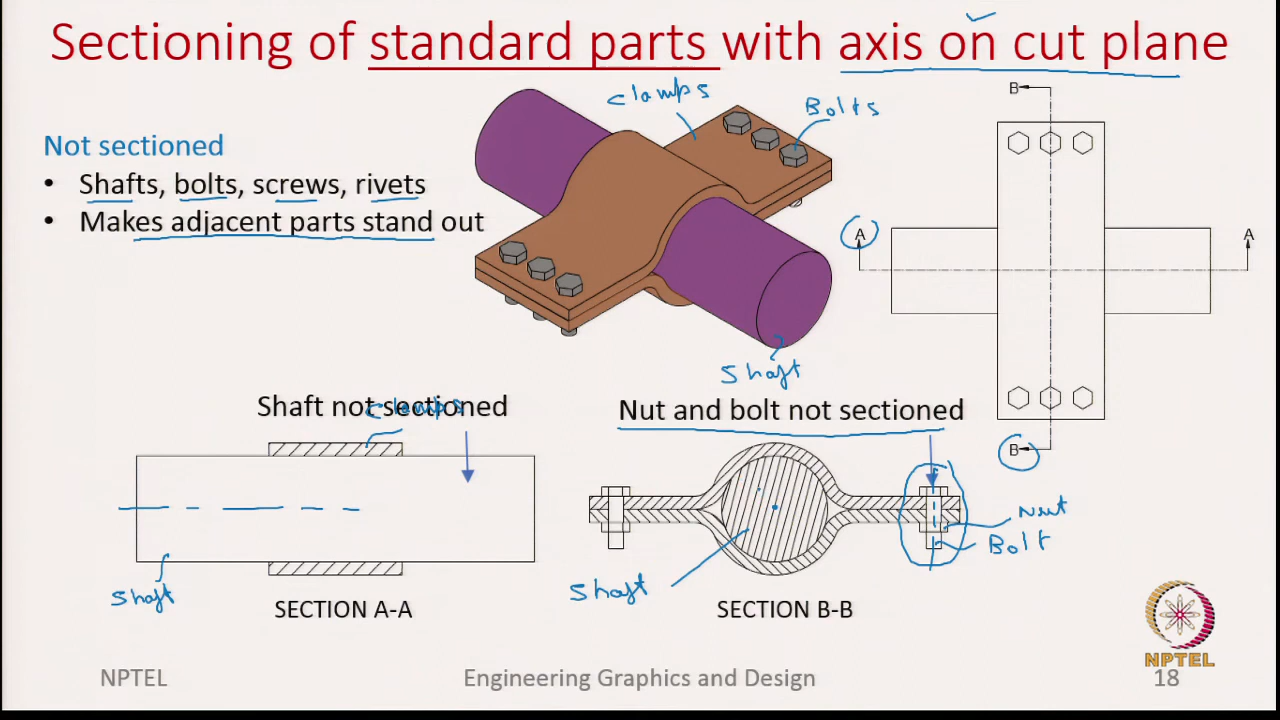 Sectioning of standard parts with axis on cut plane
Not sectioned
• Shafts, bolts, screws, rivets
• Makes adjacent parts stand out
clamps
Bolts
Shaft
B
A
A
B
Shaft not sectioned
clamps
Shaft
SECTION A-A
Nut and bolt not sectioned
Nut
Bolt
Shaft
SECTION B-B
NPTEL
NPTEL
Engineering Graphics and Design
18